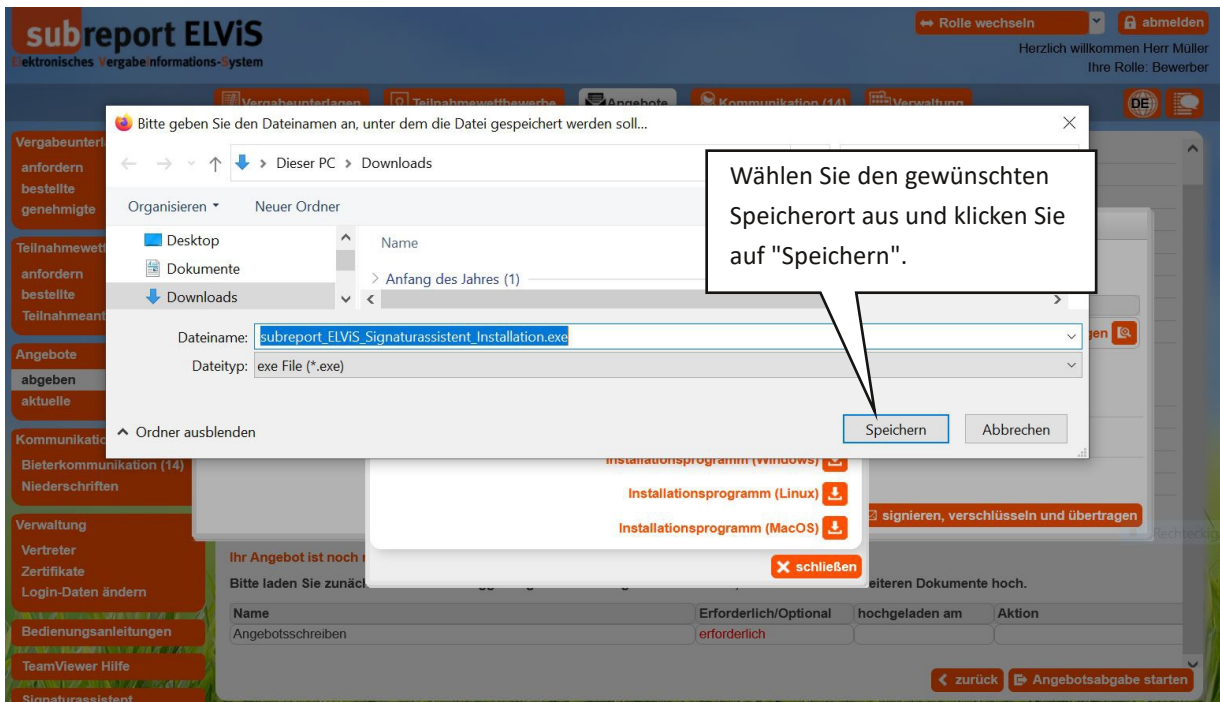 subreport ELViS
Elektronisches VergabeInformations-System
Rolle wechseln
abmelden
Herzlich willkommen Herr Müller
Ihre Rolle: Bewerber
Vergabeunterlagen
Teilnahmewettbewerbe
Angebote
Kommunikation (14)
Verwaltung
DE
Bitte geben Sie den Dateinamen an, unter dem die Datei gespeichert werden soll...
Dieser PC > Downloads
Organisieren
Neuer Ordner
Desktop
Dokumente
Downloads
Name
Anfang des Jahres (1)
Dateiname: subreport_ELViS_Signaturassistent_Installation.exe
Dateityp: exe File (*.exe)
Ordner ausblenden
Speichern
Abbrechen
Wählen Sie den gewünschten
Speicherort aus und klicken Sie
auf "Speichern".
anfordern
bestellte
genehmigte
anfordern
bestellte
Angebote
abgeben
aktuelle
Bieterkommunikation (14)
Niederschriften
Verwaltung
Vertreter
Zertifikate
Login-Daten ändern
Bedienungsanleitungen
TeamViewer Hilfe
Signaturassistent
Installationsprogramm (Windows)
Installationsprogramm (Linux)
Installationsprogramm (MacOS)
schließen
signieren, verschlüsseln und übertragen
Ihr Angebot ist noch
Bitte laden Sie
eiteren Dokumente hoch.
Name
Erforderlich/Optional
hochgeladen am
Aktion
Angebotsschreiben
erforderlich
zurück
Angebotsabgabe starten